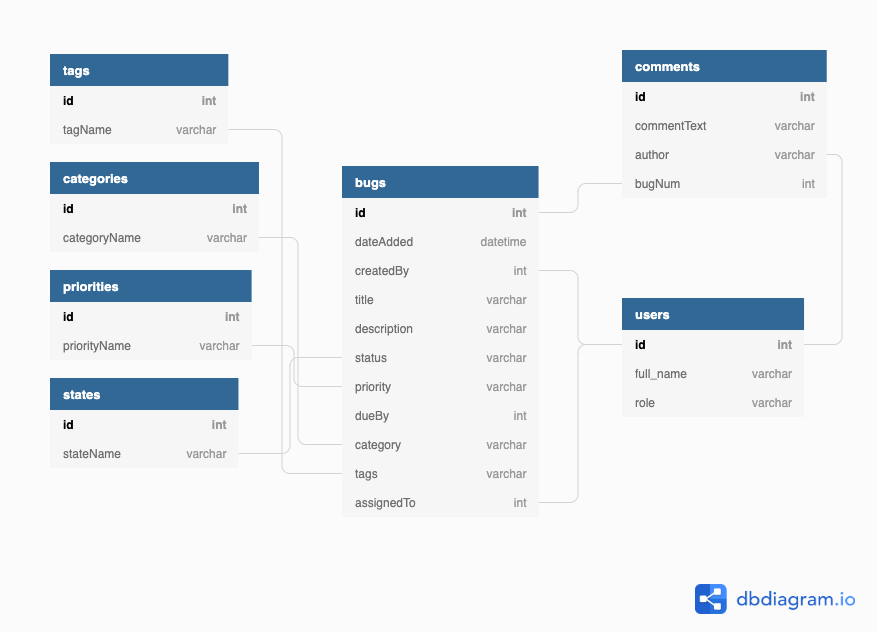 tags
id int
tagName varchar
categories
id int
categoryName varchar
priorities
id int
priorityName varchar
states
id int
stateName varchar
bugs
id int
dateAdded datetime
createdBy int
title varchar
description varchar
status varchar
priority varchar
dueBy int
category varchar
tags varchar
assignedTo int
comments
id int
commentText varchar
author varchar
bugNum int
users
id int
full_name varchar
role varchar
dbdiagram.io